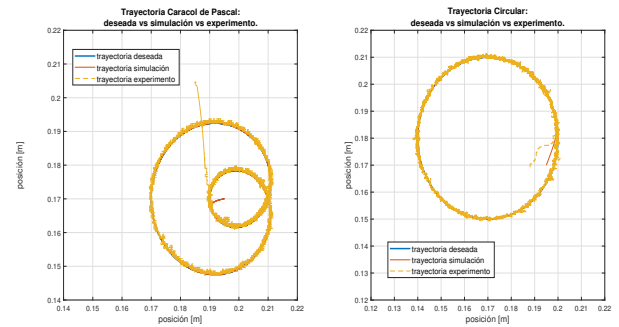 Trayectoria Caracol de Pascal:
deseada vs simulación vs experimento.
0.22
0.21
0.2
0.19
0.18
0.17
0.16
0.15
0.14
posición [m]
trayectoria deseada
trayectoria simulación
trayectoria experimento
0.14 0.15 0.16 0.17 0.18 0.19 0.2 0.21 0.22
posición [m]
Trayectoria Circular:
deseada vs simulación vs experimento.
0.22
0.21
0.2
0.19
0.18
0.17
0.16
0.15
0.14
0.13
0.12
posición [m]
trayectoria deseada
trayectoria simulación
trayectoria experimento
0.12 0.13 0.14 0.15 0.16 0.17 0.18 0.19 0.2 0.21 0.22
posición [m]